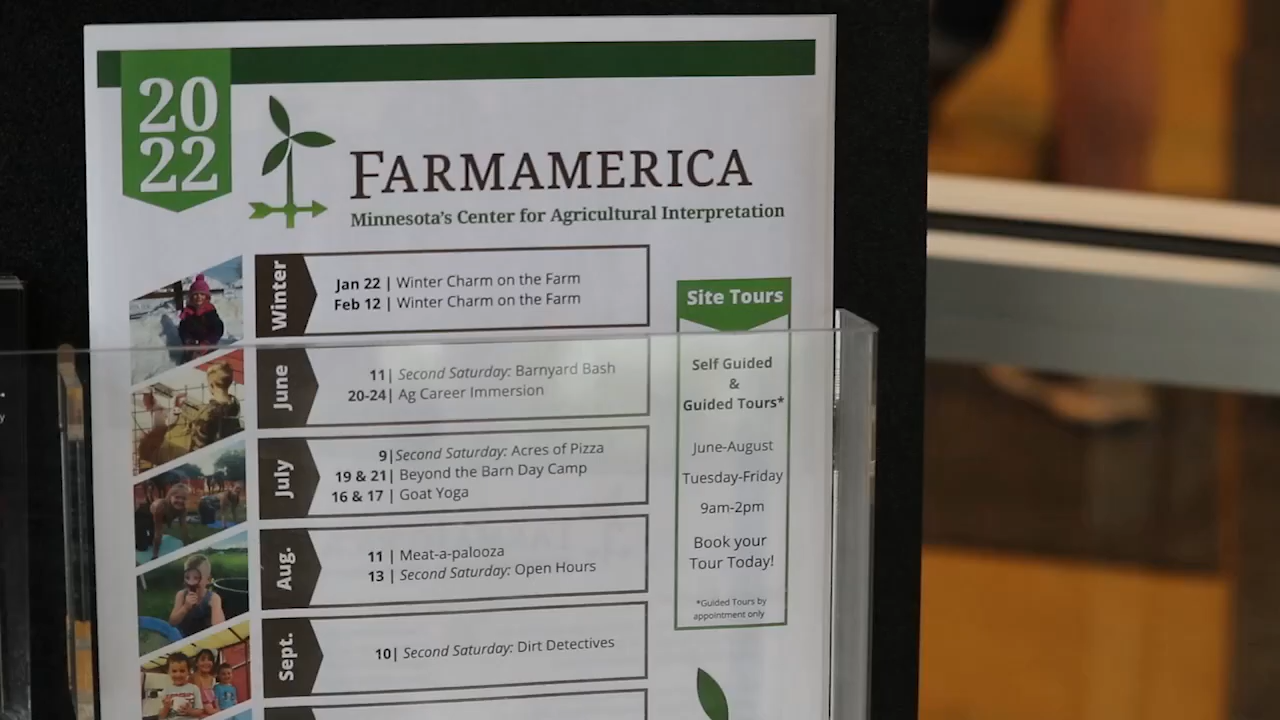 20
22
FARMAMERICA
Minnesota's Center for Agricultural Interpretation
Winter
Jan 22 | Winter Charm on the Farm
Feb 12 | Winter Charm on the Farm
June
11| Second Saturday: Barnyard Bash
20-24| Ag Career Immersion
July
9|Second Saturday: Acres of Pizza
19 & 21| Beyond the Barn Day Camp
16 & 17 | Goat Yoga
Aug.
11 | Meat-a-palooza
13 | Second Saturday: Open Hours
Sept.
10| Second Saturday: Dirt Detectives
Site Tours
Self Guided
&
Guided Tours*
June-August
Tuesday-Friday
9am-2pm
Book your
Tour Today!
*Guided Tours by
appointment only